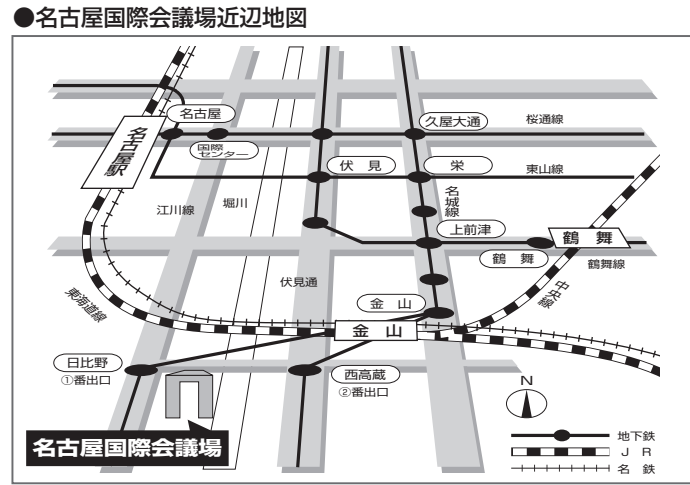 ●名古屋国際会議場近辺地図
名古屋
名古屋駅
国際
センター
久屋大通
桜通線
伏見
栄
東山線
名城線
江川線
堀川
上前津
鶴舞
鶴舞
鶴舞線
伏見通
東海道線
中央線
金山
金山
日比野
①番出口
西高蔵
②番出口
N
名古屋国際会議場
地下鉄
JR
名鉄